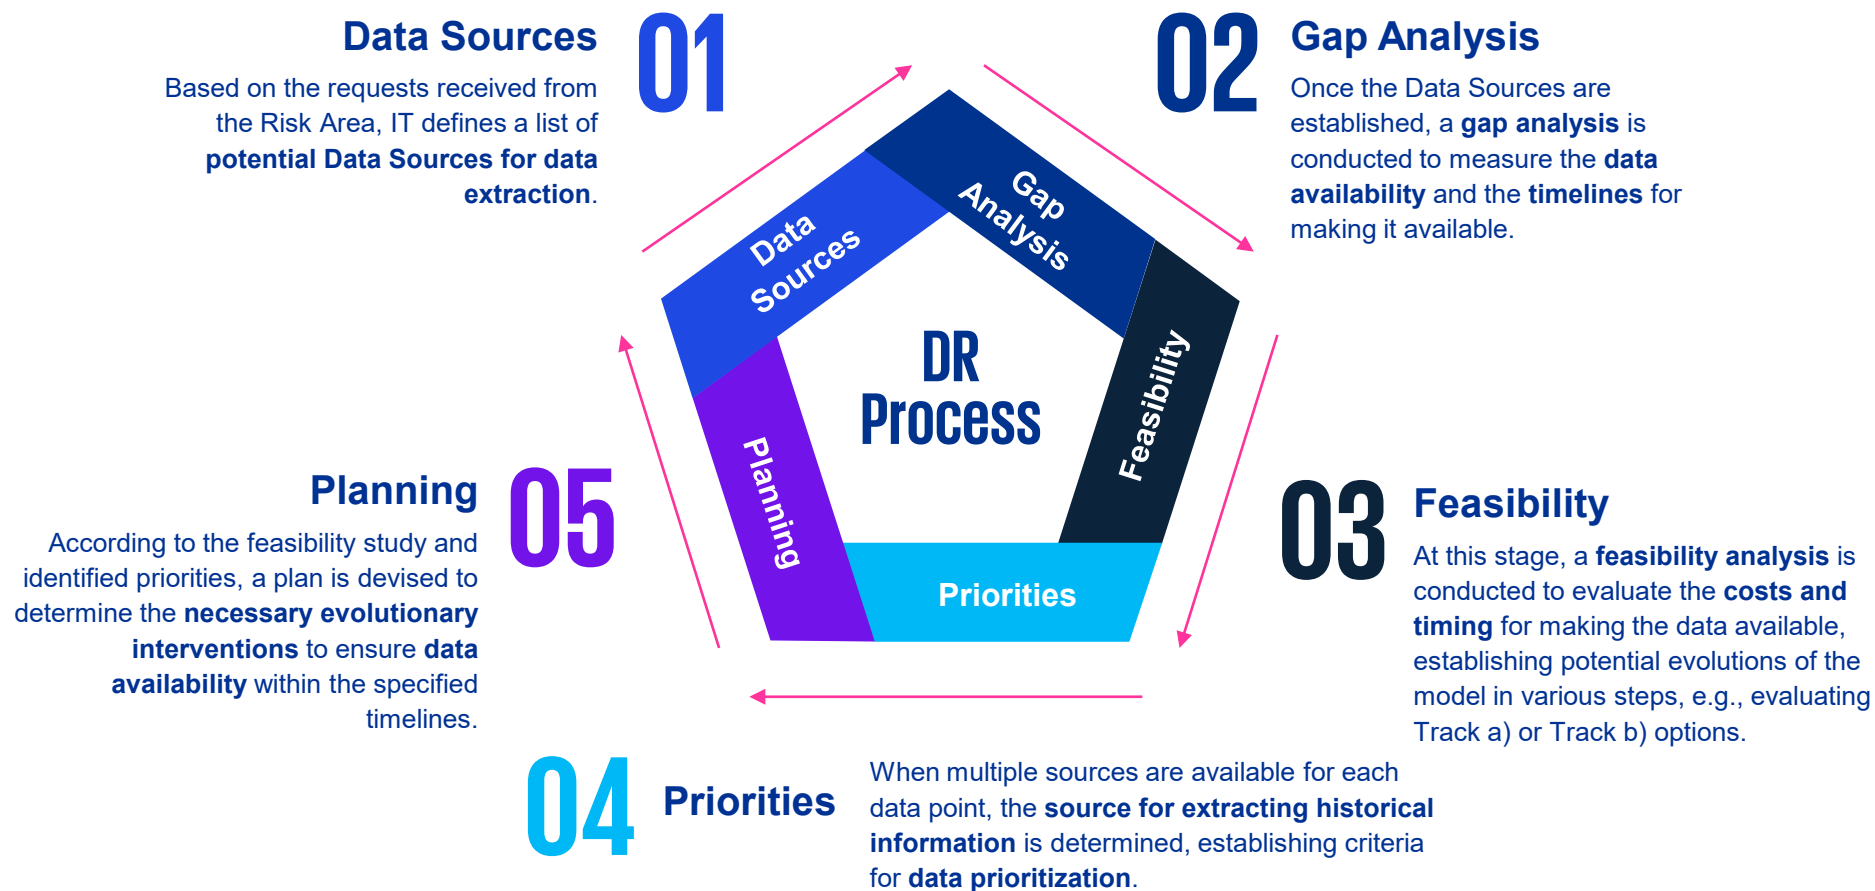 01
Data Sources
Based on the requests received from
the Risk Area, IT defines a list of
potential Data Sources for data
extraction.
02
Gap Analysis
Once the Data Sources are
established, a gap analysis is
conducted to measure the data
availability and the timelines for
making it available.
Data
Sources
Gap
Analysis
Feasibility
Priorities
Planning
DR
Process
03
Feasibility
At this stage, a feasibility analysis is
conducted to evaluate the costs and
timing for making the data available,
establishing potential evolutions of the
model in various steps, e.g., evaluating
Track a) or Track b) options.
04
Priorities
When multiple sources are available for each
data point, the source for extracting historical
information is determined, establishing criteria
for data prioritization.
05
Planning
According to the feasibility study and
identified priorities, a plan is devised to
determine the necessary evolutionary
interventions to ensure data
availability within the specified
timelines.